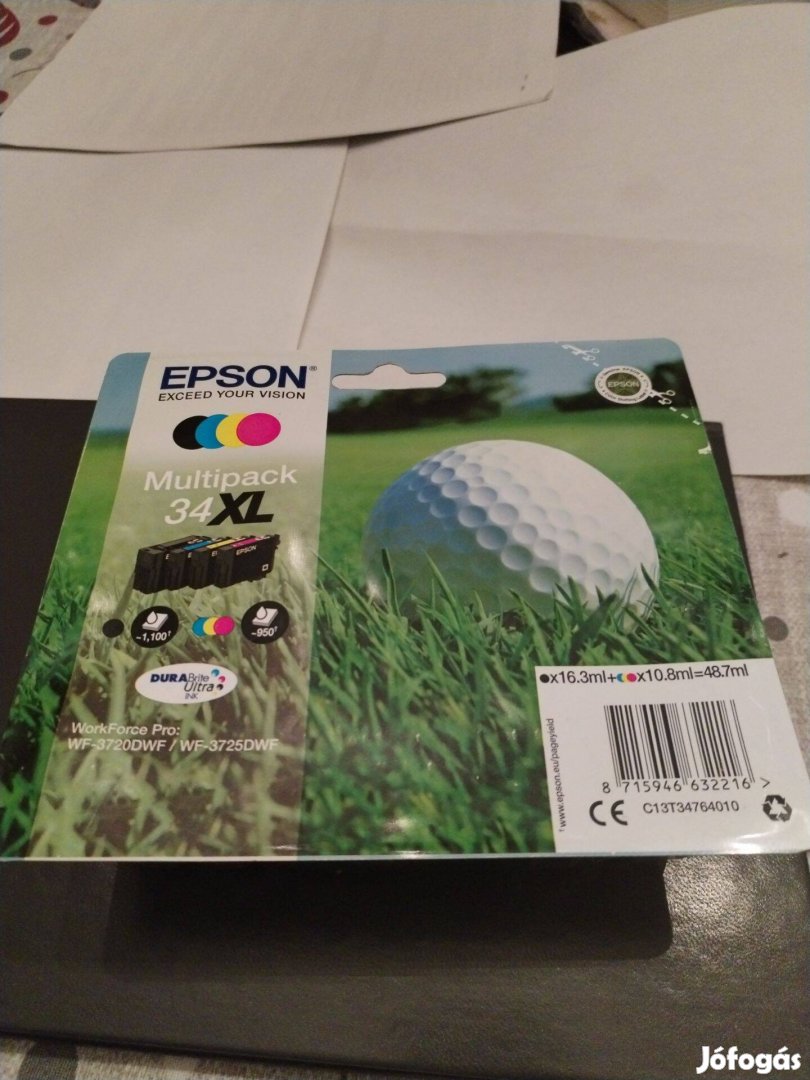 EPSON®
EXCEED YOUR VISION
Multipack
34XL
EPSON
~1,100†
~950†
DURABrite
Ultra
INK
WorkForce Pro:
WF-3720DWF / WF-3725DWF
EPSON
x16.3ml+x10.8ml=48.7ml
†www.epson.eu/pageyield
8 715946 632216 >
CE C13T34764010
Jófogás